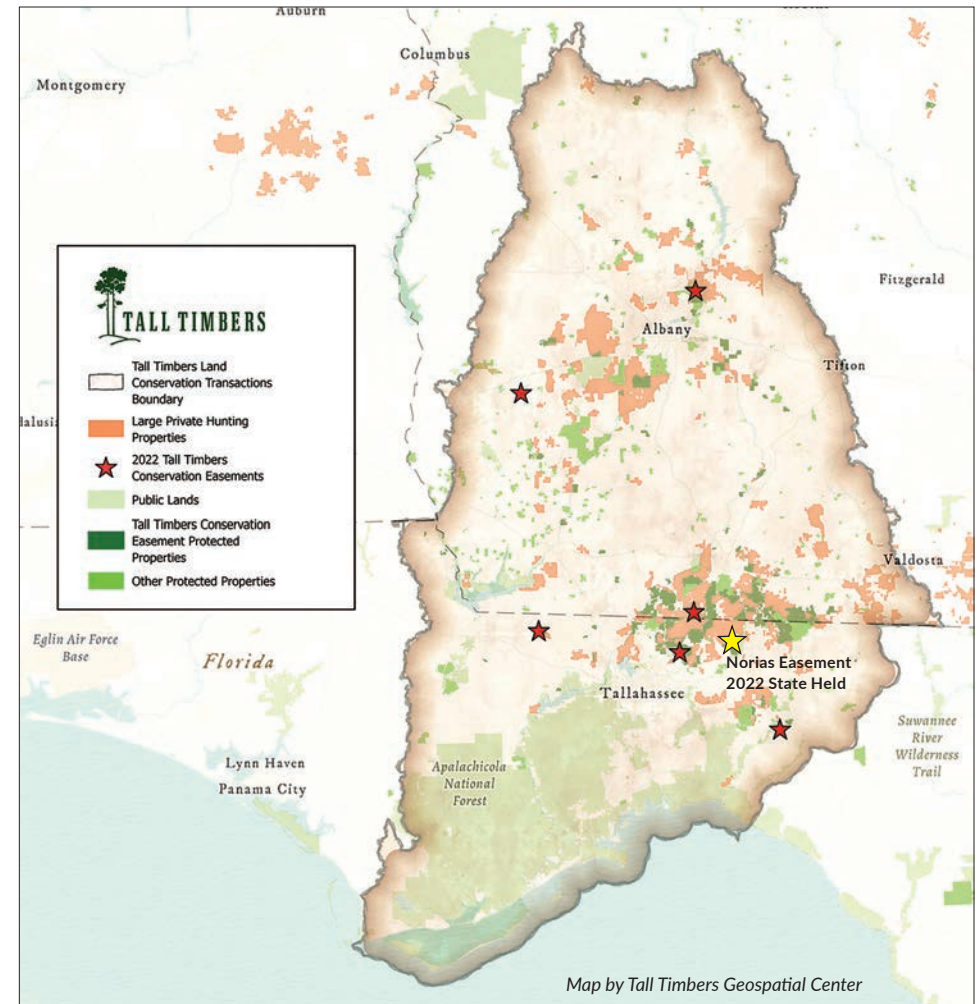 Auburn
Columbus
Montgomery
Fitzgerald
TALL TIMBERS
Albany
Tifton
Tall Timbers Land
Conservation Transactions
Boundary
Large Private Hunting
Properties
2022 Tall Timbers
Conservation Easements
Public Lands
Tall Timbers Conservation
Easement Protected
Properties
Other Protected Properties
Valdosta
Eglin Air Force
Base
Florida
Norias Easement
2022 State Held
Tallahassee
Suwannee
River
Wilderness
Trail
Lynn Haven
Panama City
Apalachicola
National
Forest
Map by Tall Timbers Geospatial Center